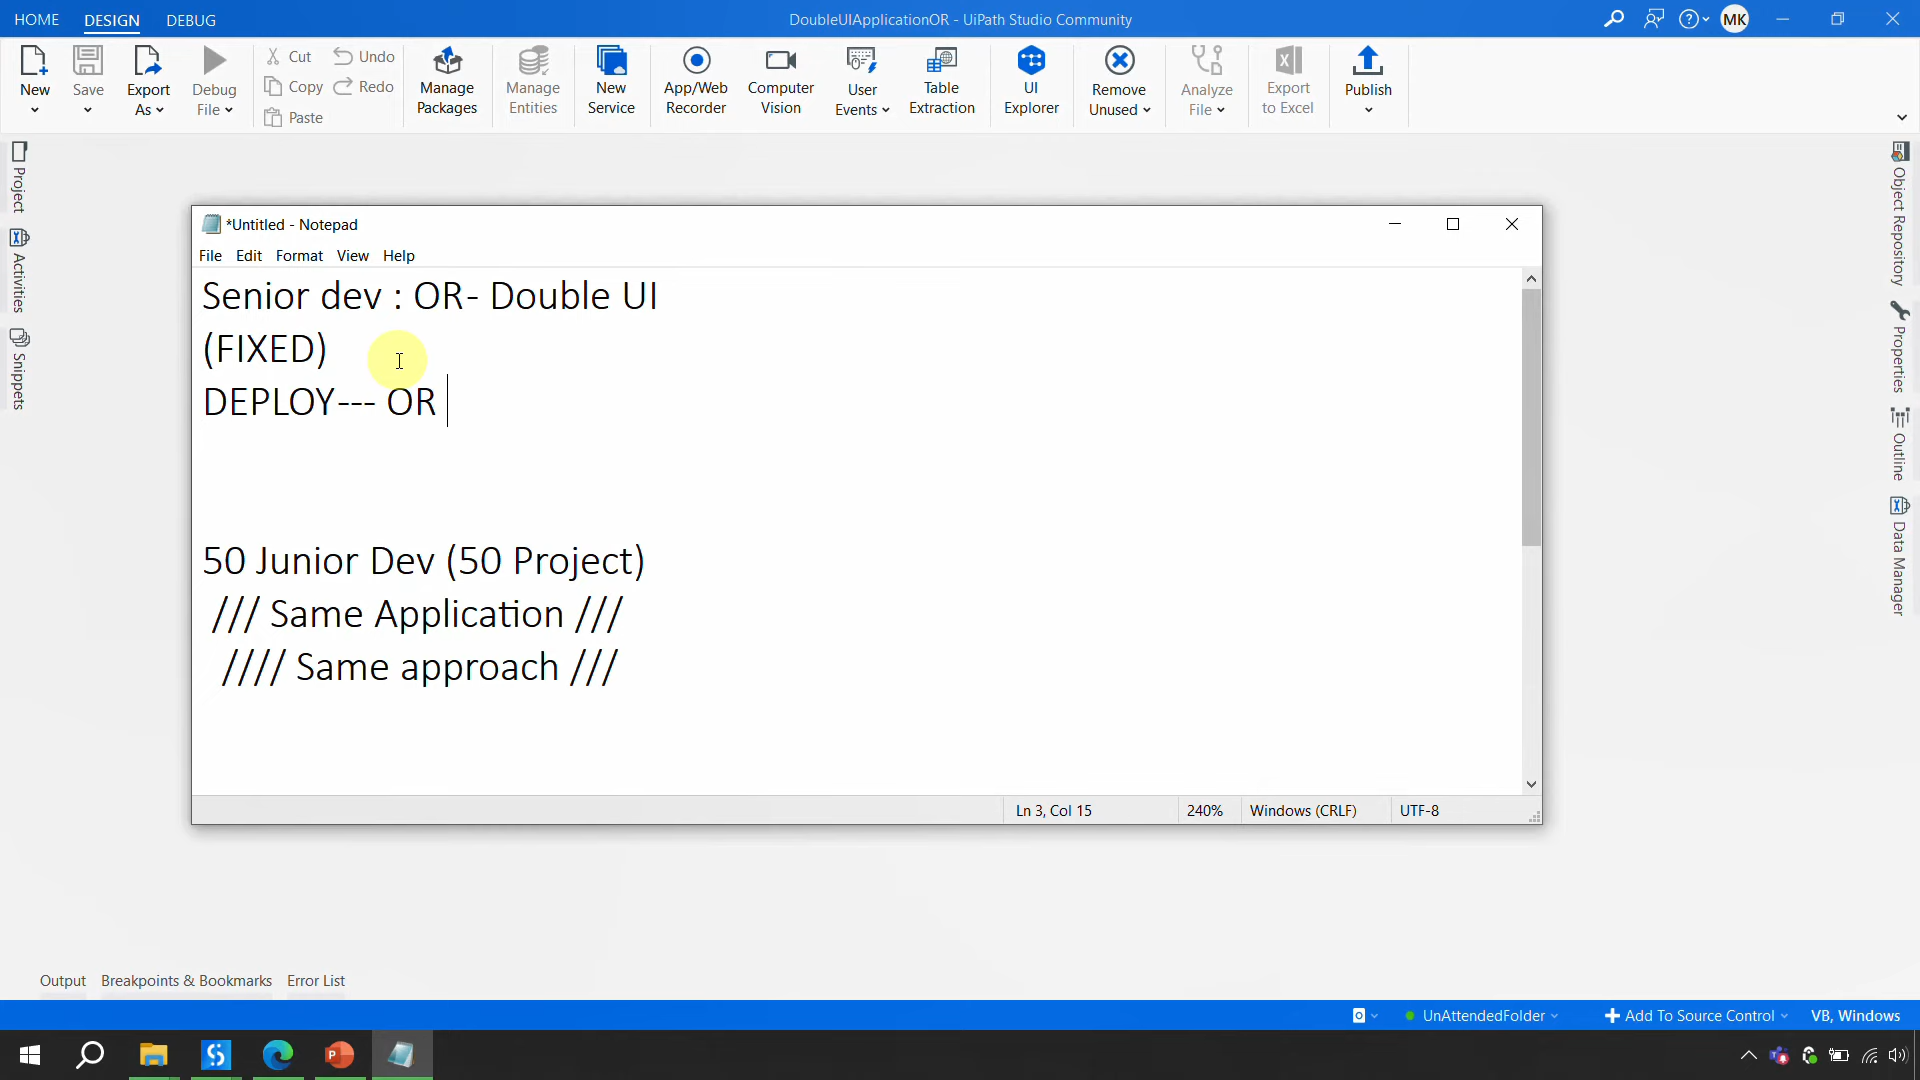 HOME DESIGN DEBUG
DoubleUIApplicationOR - UiPath Studio Community
MK
New
Save
Export As
Debug File
Cut
Copy
Paste
Undo
Redo
Manage Packages
Manage Entities
New Service
App/Web Recorder
Computer Vision
User Events
Table Extraction
UI Explorer
Remove Unused
Analyze File
Export to Excel
Publish
Project
Activities
Snippets
*Untitled - Notepad
File Edit Format View Help
Senior dev : OR- Double UI
(FIXED)
DEPLOY--- OR
50 Junior Dev (50 Project)
/// Same Application ///
//// Same approach ///
Ln 3, Col 15
240%
Windows (CRLF)
UTF-8
Object Repository
Properties
Outline
Data Manager
Output Breakpoints & Bookmarks Error List
UnAttendedFolder
Add To Source Control
VB, Windows